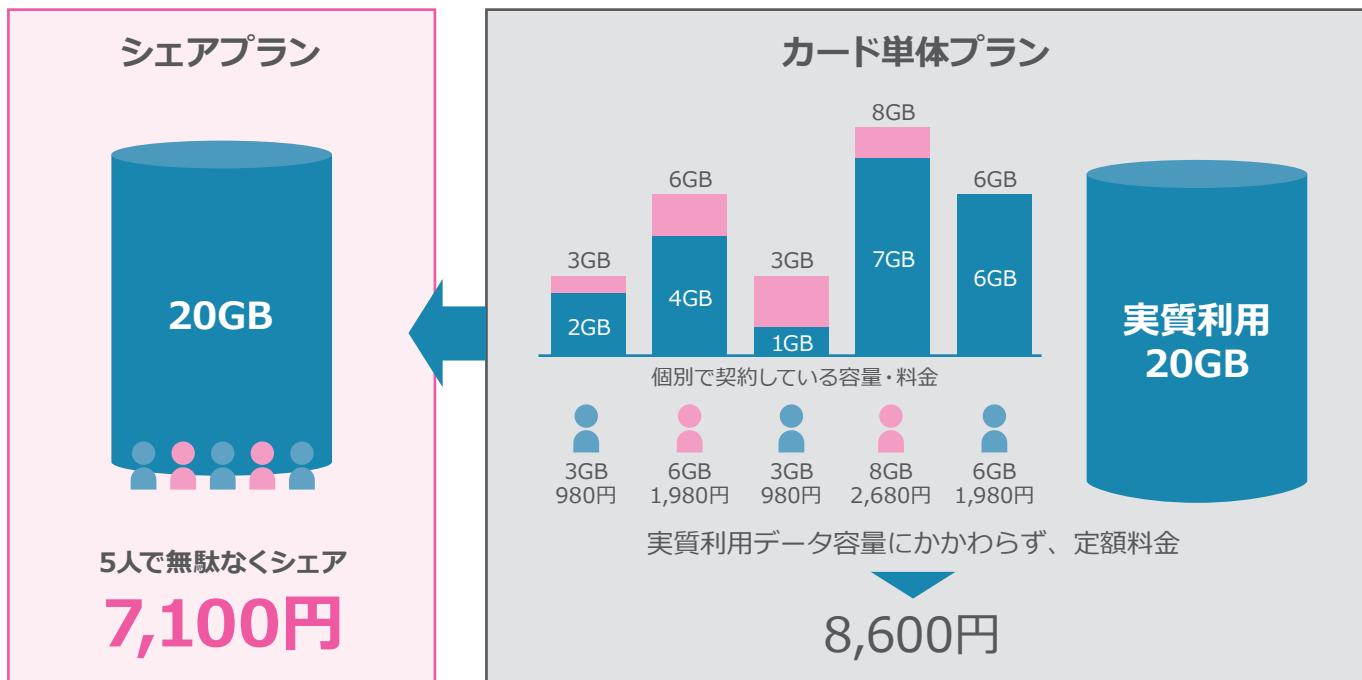 シェアプラン
20GB
5人で無駄なくシェア
7,100円
カード単体プラン
3GB
2GB
6GB
4GB
3GB
1GB
8GB
7GB
6GB
6GB
個別で契約している容量・料金
3GB
980円
6GB
1,980円
3GB
980円
8GB
2,680円
6GB
1,980円
実質利用
20GB
実質利用データ容量にかかわらず、定額料金
8,600円